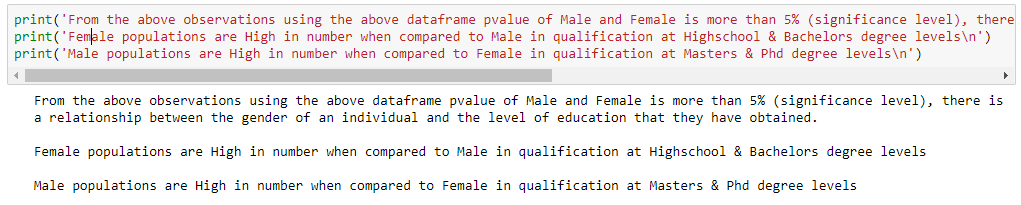 print('From the above observations using the above dataframe pvalue of Male and Female is more than 5% (significance level), there
print('Female populations are High in number when compared to Male in qualification at Highschool & Bachelors degree levels\n')
print('Male populations are High in number when compared to Female in qualification at Masters & Phd degree levels\n')
From the above observations using the above dataframe pvalue of Male and Female is more than 5% (significance level), there is
a relationship between the gender of an individual and the level of education that they have obtained.
Female populations are High in number when compared to Male in qualification at Highschool & Bachelors degree levels
Male populations are High in number when compared to Female in qualification at Masters & Phd degree levels